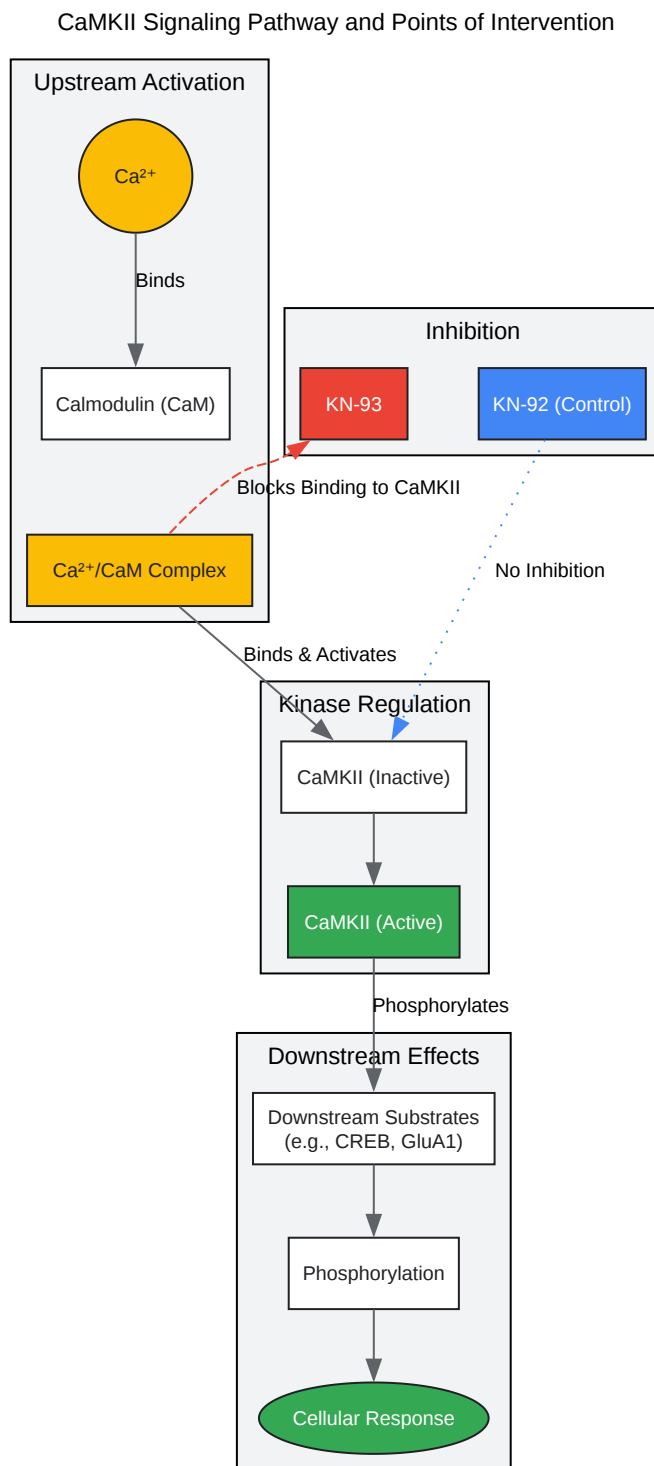 CaMKII Signaling Pathway and Points of Intervention
Upstream Activation
Ca²⁺
Binds
Calmodulin (CaM)
Inhibition
KN-93
KN-92 (Control)
Blocks Binding to CaMKII
Ca²⁺/CaM Complex
No Inhibition
Binds & Activates
Kinase Regulation
CaMKII (Inactive)
CaMKII (Active)
Phosphorylates
Downstream Effects
Downstream Substrates
(e.g., CREB, GluA1)
Phosphorylation
Cellular Response